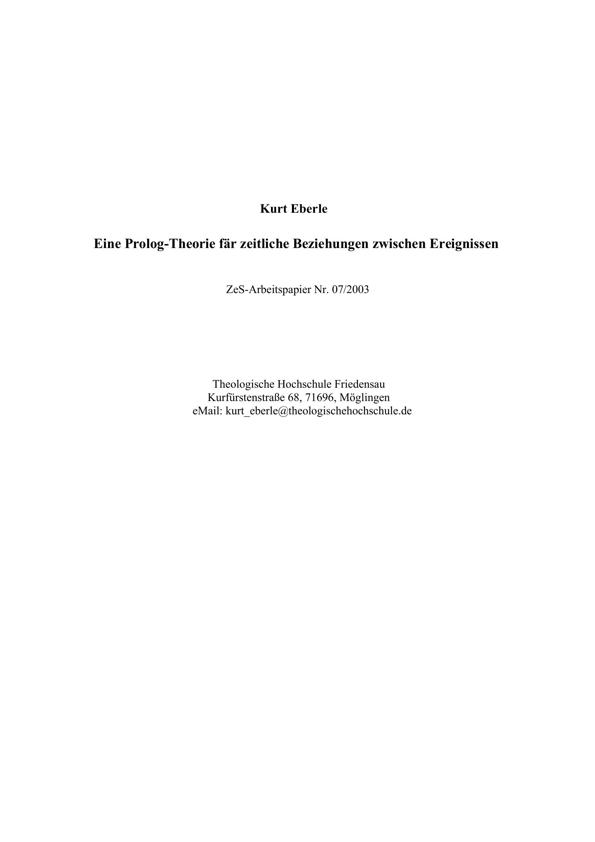 Kurt Eberle
Eine Prolog-Theorie fär zeitliche Beziehungen zwischen Ereignissen
ZeS-Arbeitspapier Nr. 07/2003
Theologische Hochschule Friedensau
Kurfürstenstraße 68, 71696, Möglingen
eMail: kurt_eberle@theologischehochschule.de